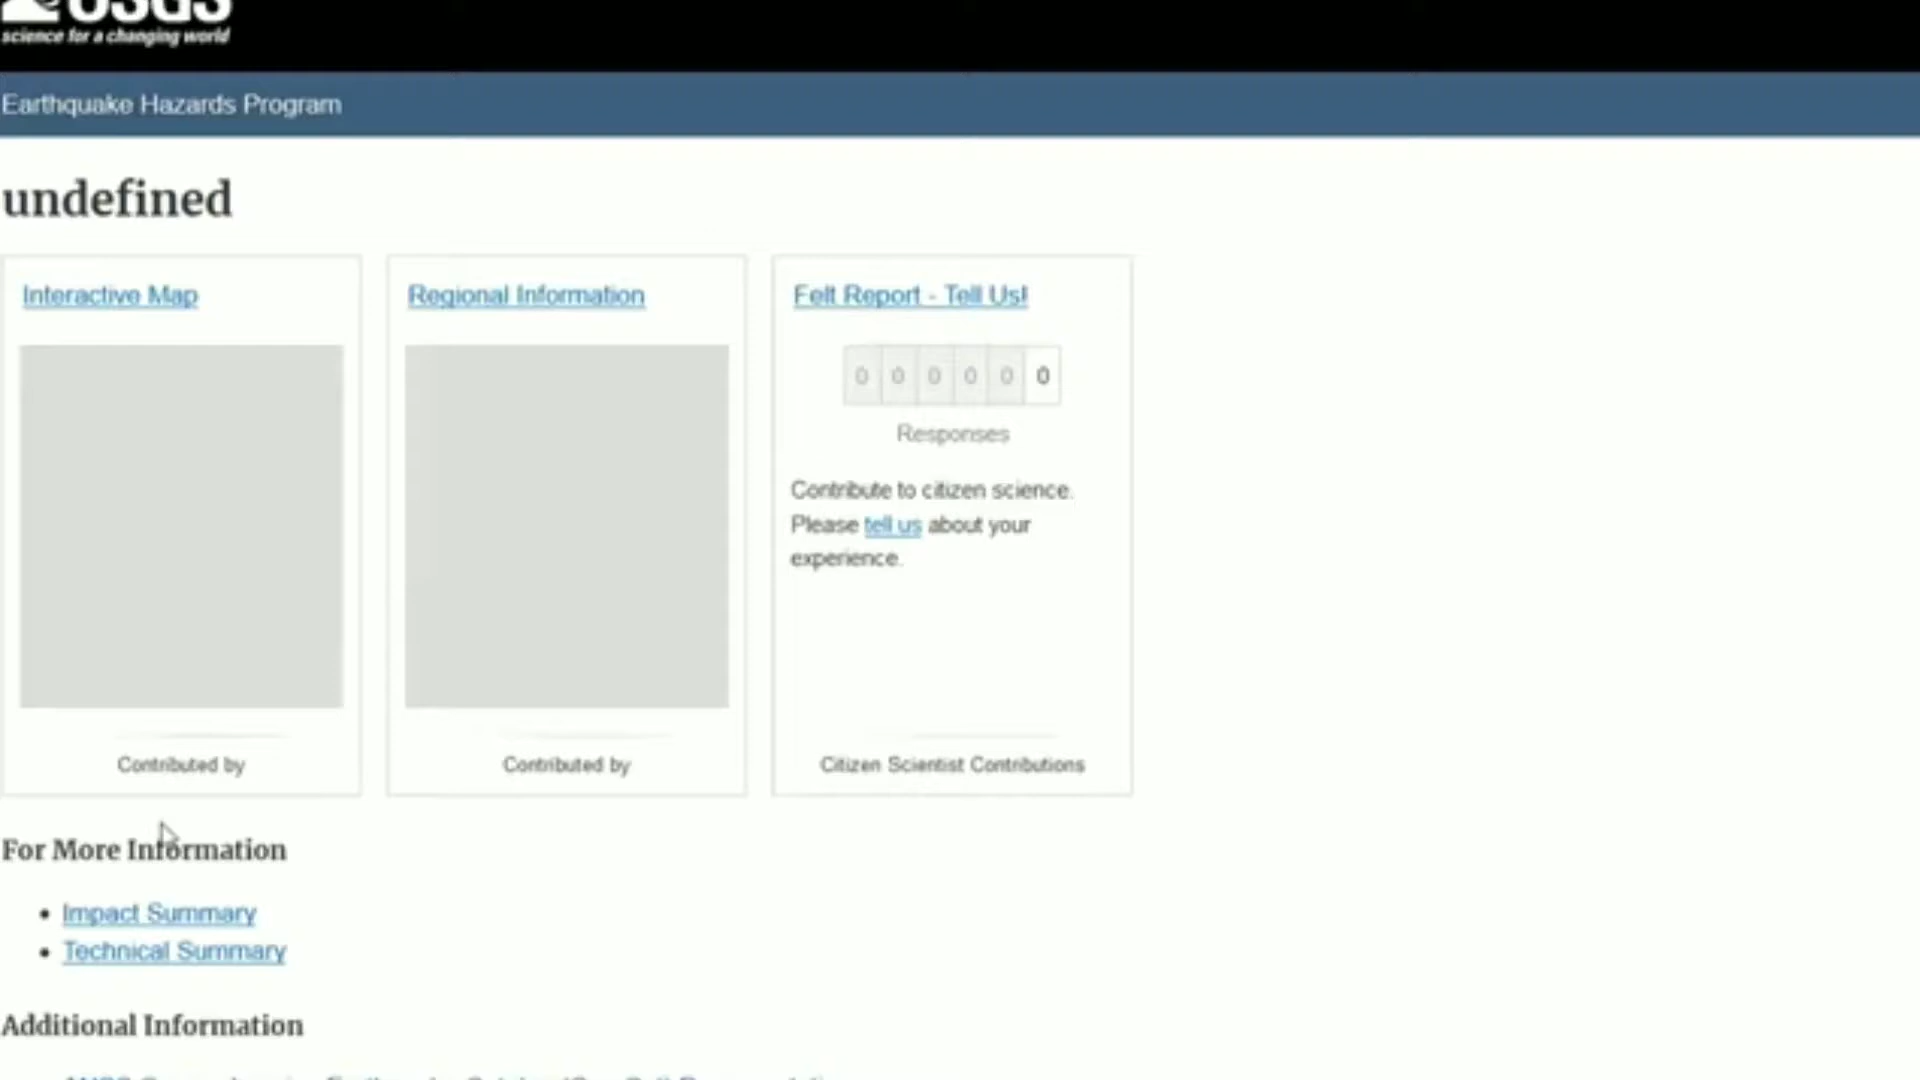 USGS
science for a changing world
Earthquake Hazards Program
undefined
Interactive Map
Contributed by
Regional Information
Contributed by
Felt Report - Tell Us!
0 0 0 0 0 0
Responses
Contribute to citizen science.
Please tell us about your
experience.
Citizen Scientist Contributions
For More Information
Impact Summary
Technical Summary
Additional Information